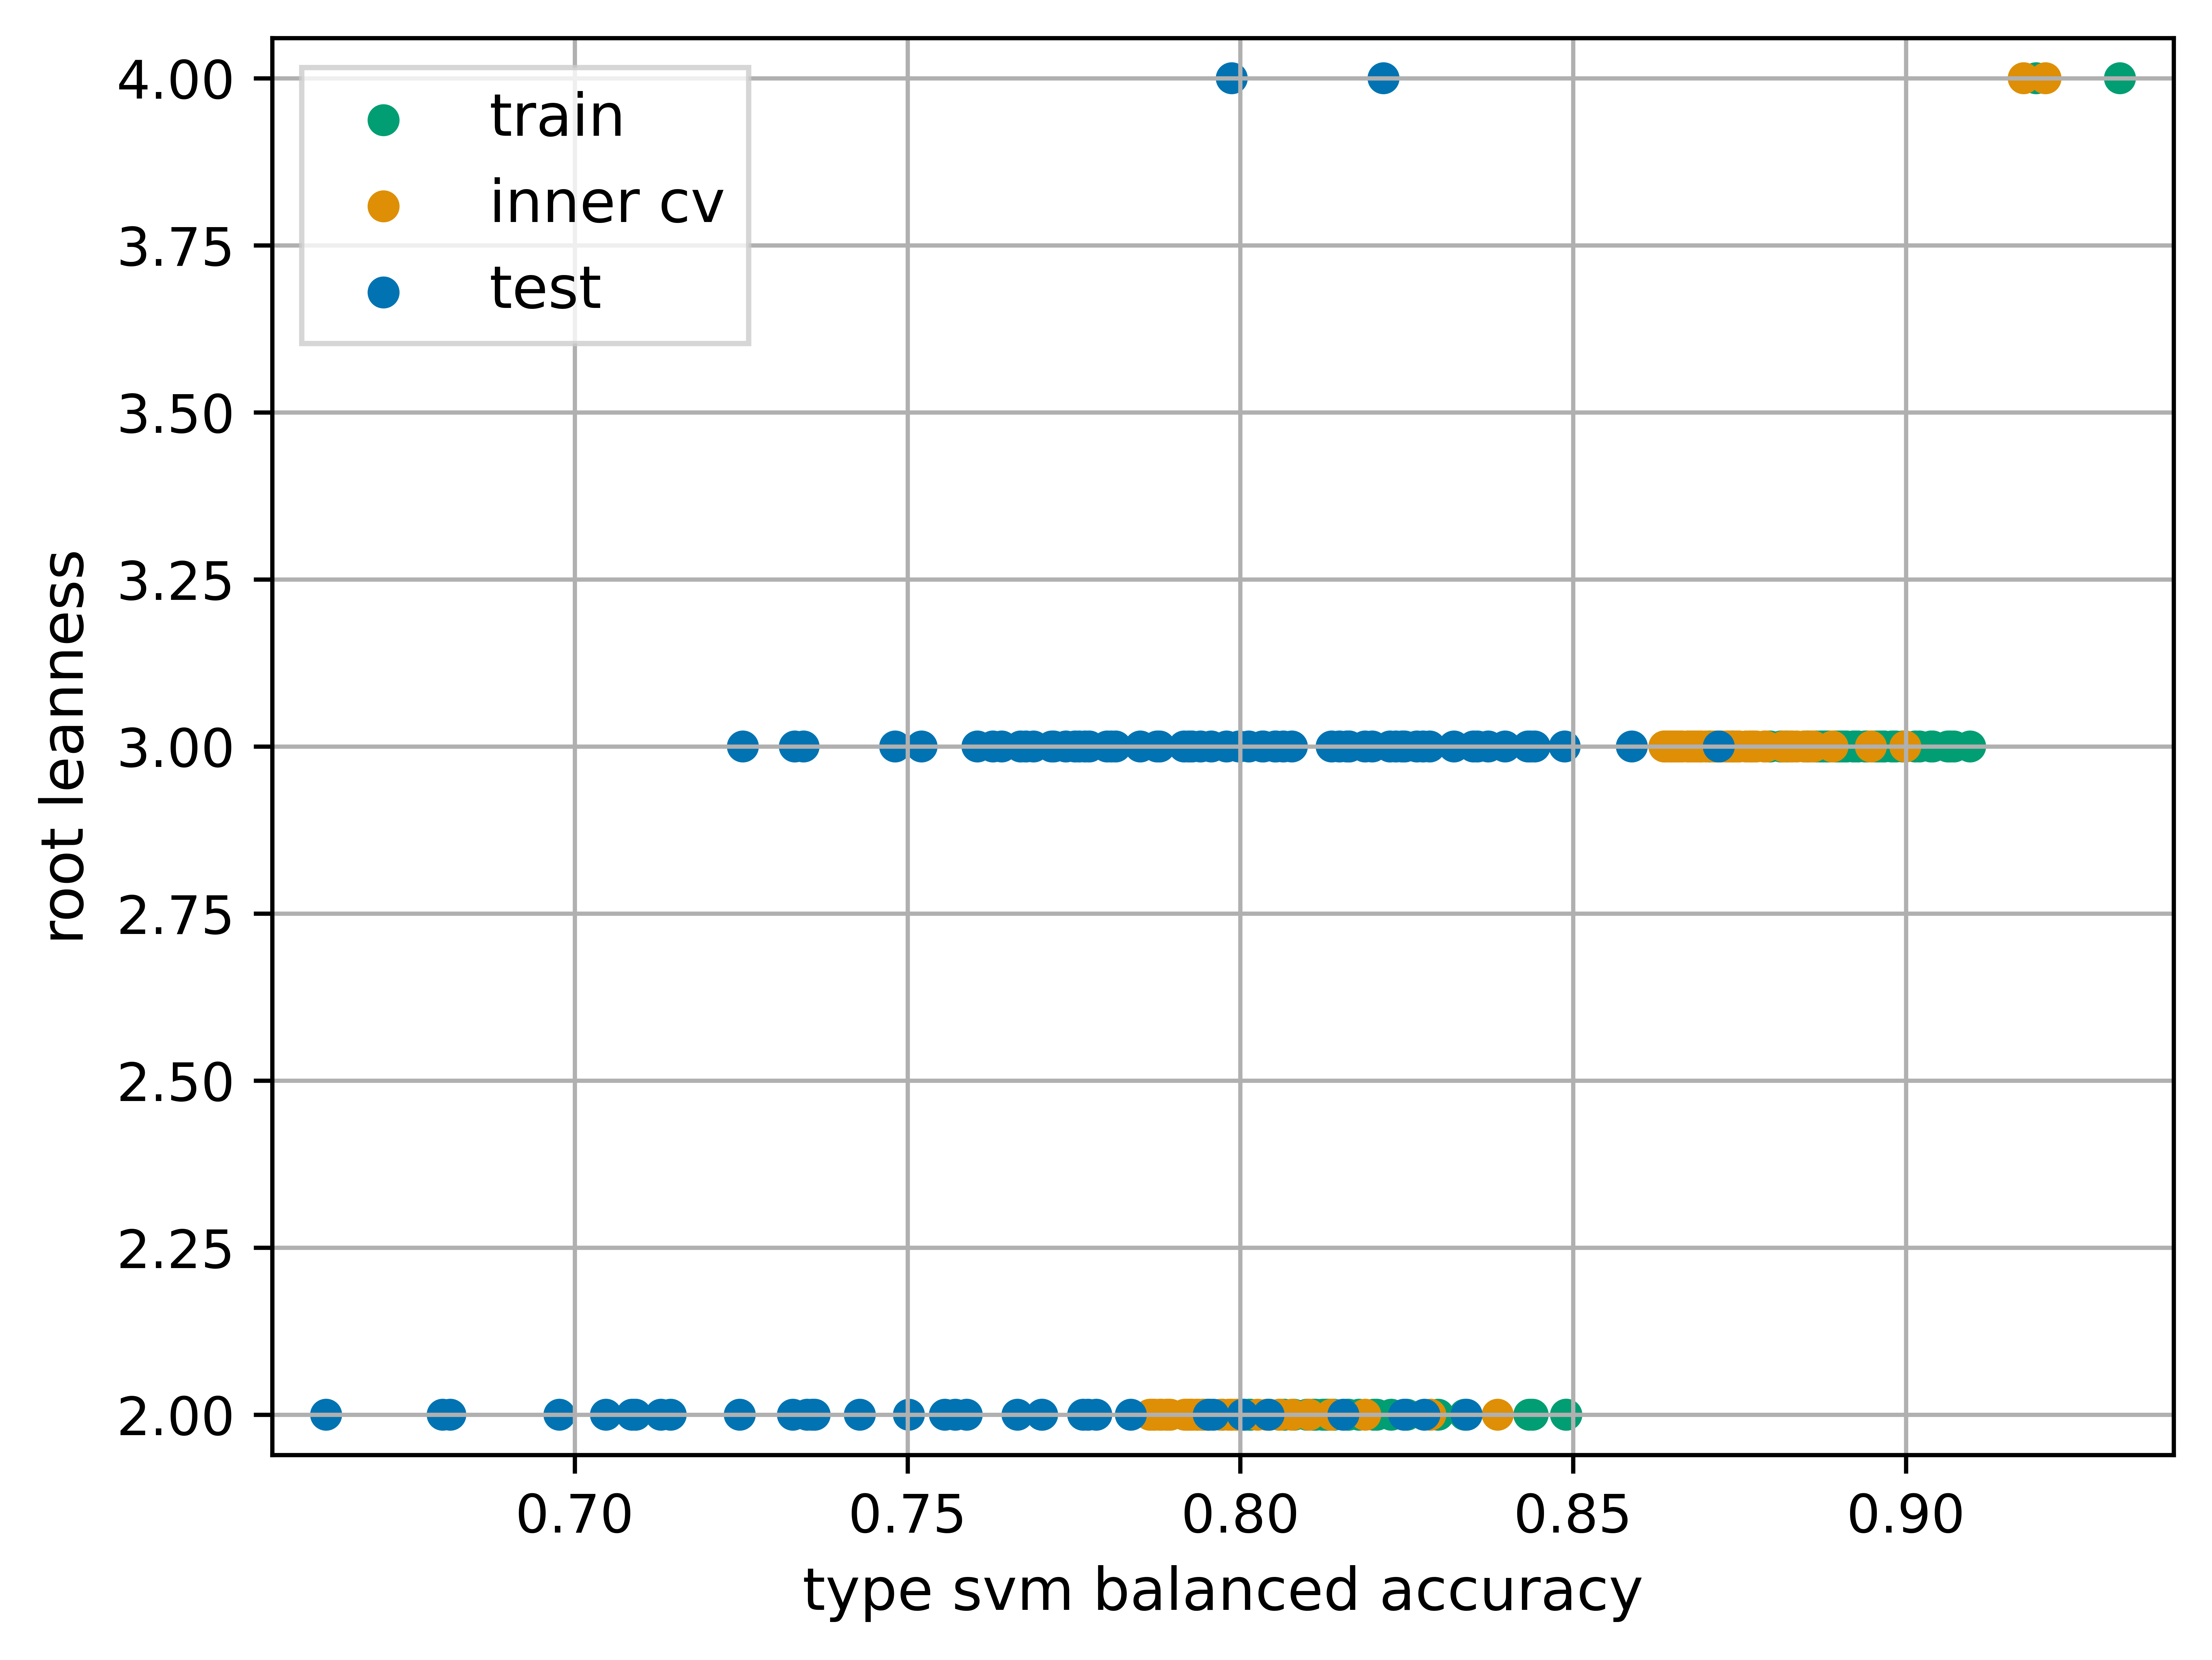 4.00
3.75
3.50
3.25
3.00
2.75
2.50
2.25
2.00
root leanness
train
inner cv
test
0.70 0.75 0.80 0.85 0.90
type svm balanced accuracy